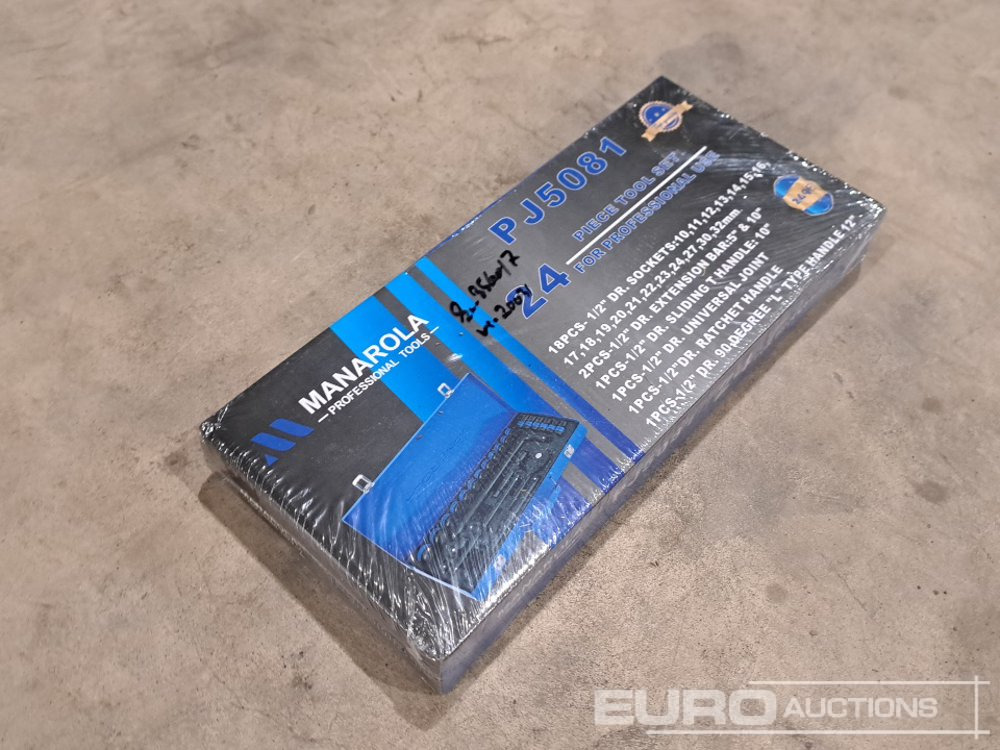 MANAROLA
—PROFESSIONAL TOOLS—
PJ5081
24 PIECE TOOL SET
FOR PROFESSIONAL USE
18PCS- 1/2" DR. SOCKETS:10,11,12,13,14,15,16,
17,18,19,20,21,22,23,24,27,30,32mm
2PCS-1/2" DR. EXTENSION BAR:5" & 10"
1PCS-1/2" DR. SLIDING T HANDLE: 10"
1PCS-1/2" DR. UNIVERSAL JOINT
1PCS-1/2"DR. RATCHET HANDLE
1PCS-1/2" DR. 90-DEGREE "L" TYPE HANDLE 12"
EURO AUCTIONS